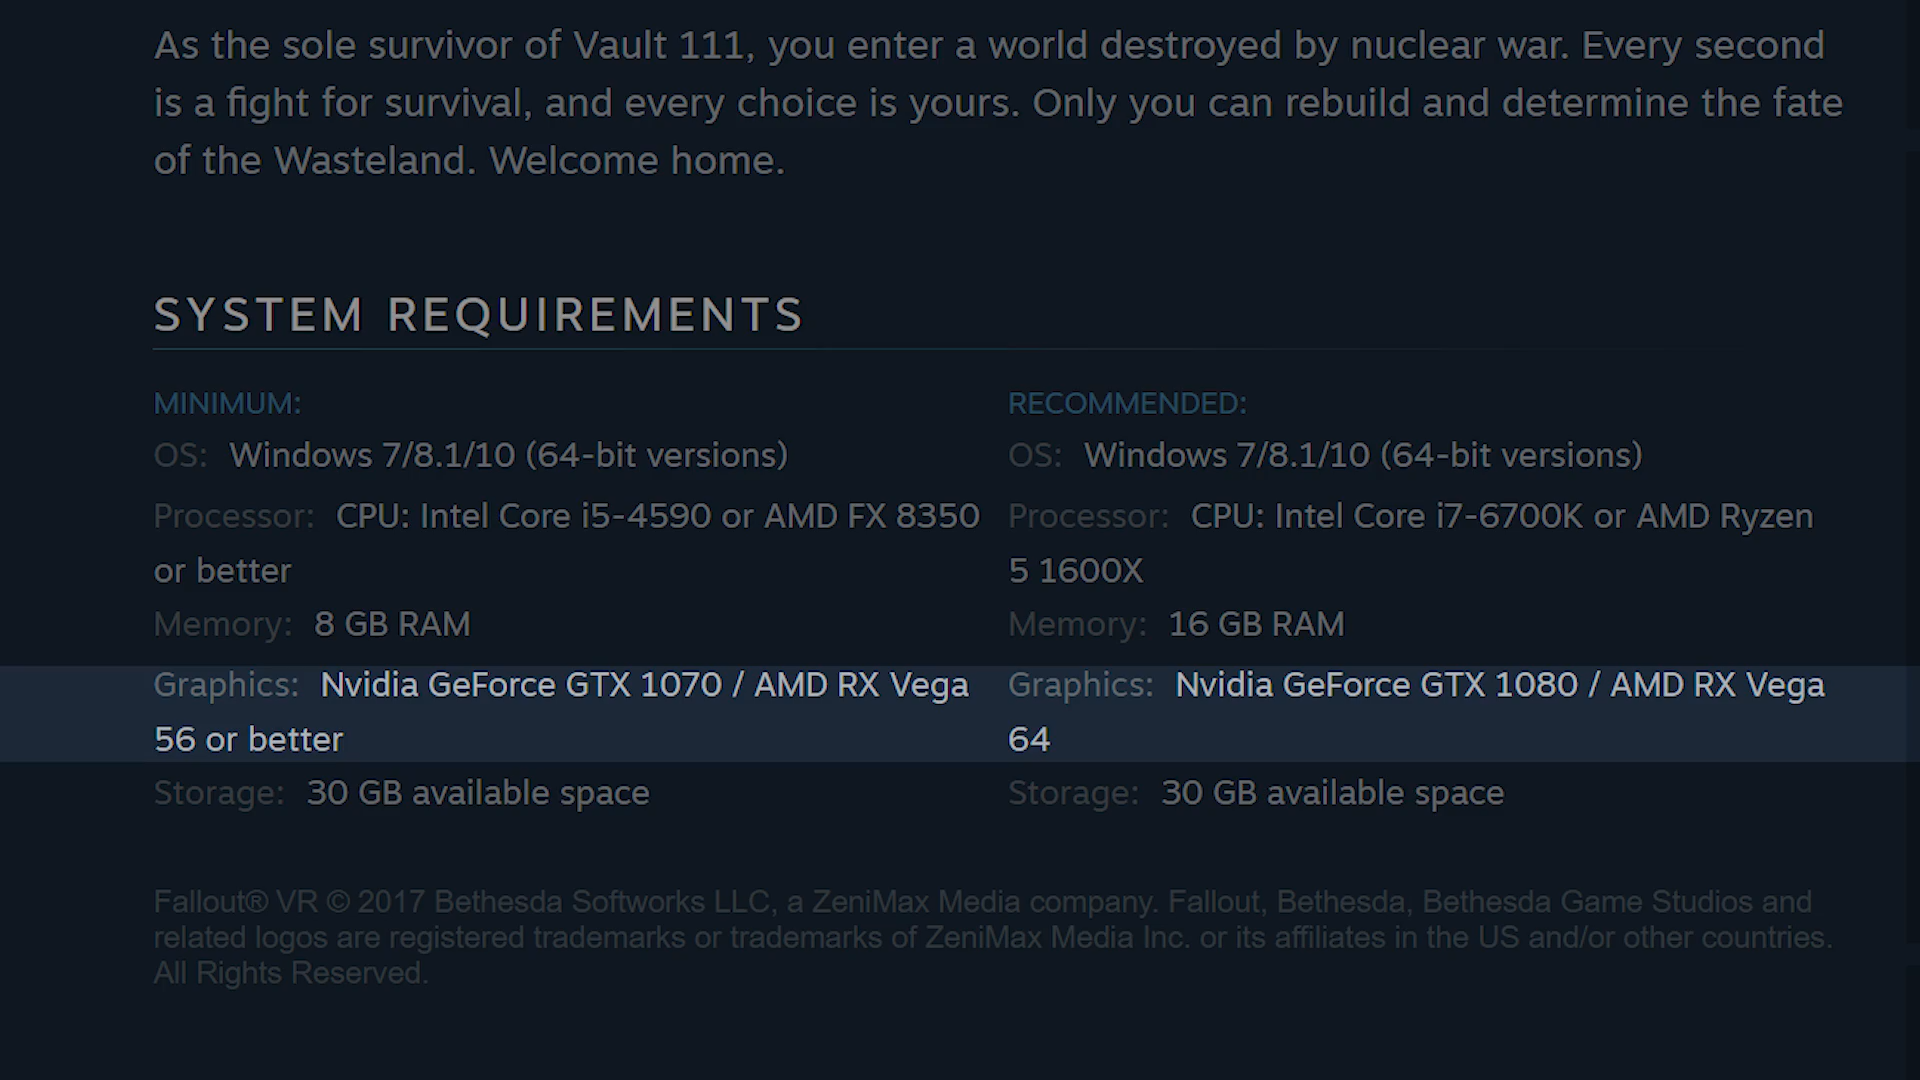 As the sole survivor of Vault 111, you enter a world destroyed by nuclear war. Every second
is a fight for survival, and every choice is yours. Only you can rebuild and determine the fate
of the Wasteland. Welcome home.
SYSTEM REQUIREMENTS
MINIMUM:
OS: Windows 7/8.1/10 (64-bit versions)
Processor: CPU: Intel Core i5-4590 or AMD FX 8350
or better
Memory: 8 GB RAM
Graphics: Nvidia GeForce GTX 1070 / AMD RX Vega
56 or better
Storage: 30 GB available space
RECOMMENDED:
OS: Windows 7/8.1/10 (64-bit versions)
Processor: CPU: Intel Core i7-6700K or AMD Ryzen
5 1600X
Memory: 16 GB RAM
Graphics: Nvidia GeForce GTX 1080 / AMD RX Vega
64
Storage: 30 GB available space
Fallout® VR © 2017 Bethesda Softworks LLC, a ZeniMax Media company. Fallout, Bethesda, Bethesda Game Studios and
related logos are registered trademarks or trademarks of ZeniMax Media Inc. or its affiliates in the US and/or other countries.
All Rights Reserved.